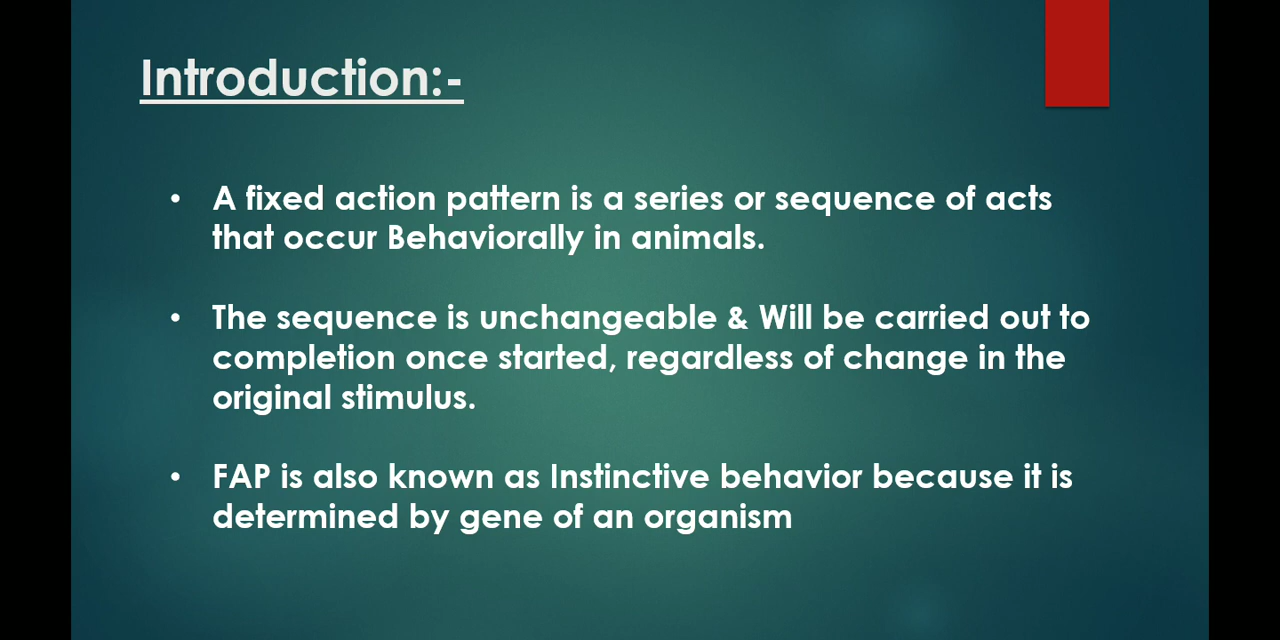 Introduction:-
• A fixed action pattern is a series or sequence of acts
that occur Behaviorally in animals.
• The sequence is unchangeable & Will be carried out to
completion once started, regardless of change in the
original stimulus.
• FAP is also known as Instinctive behavior because it is
determined by gene of an organism